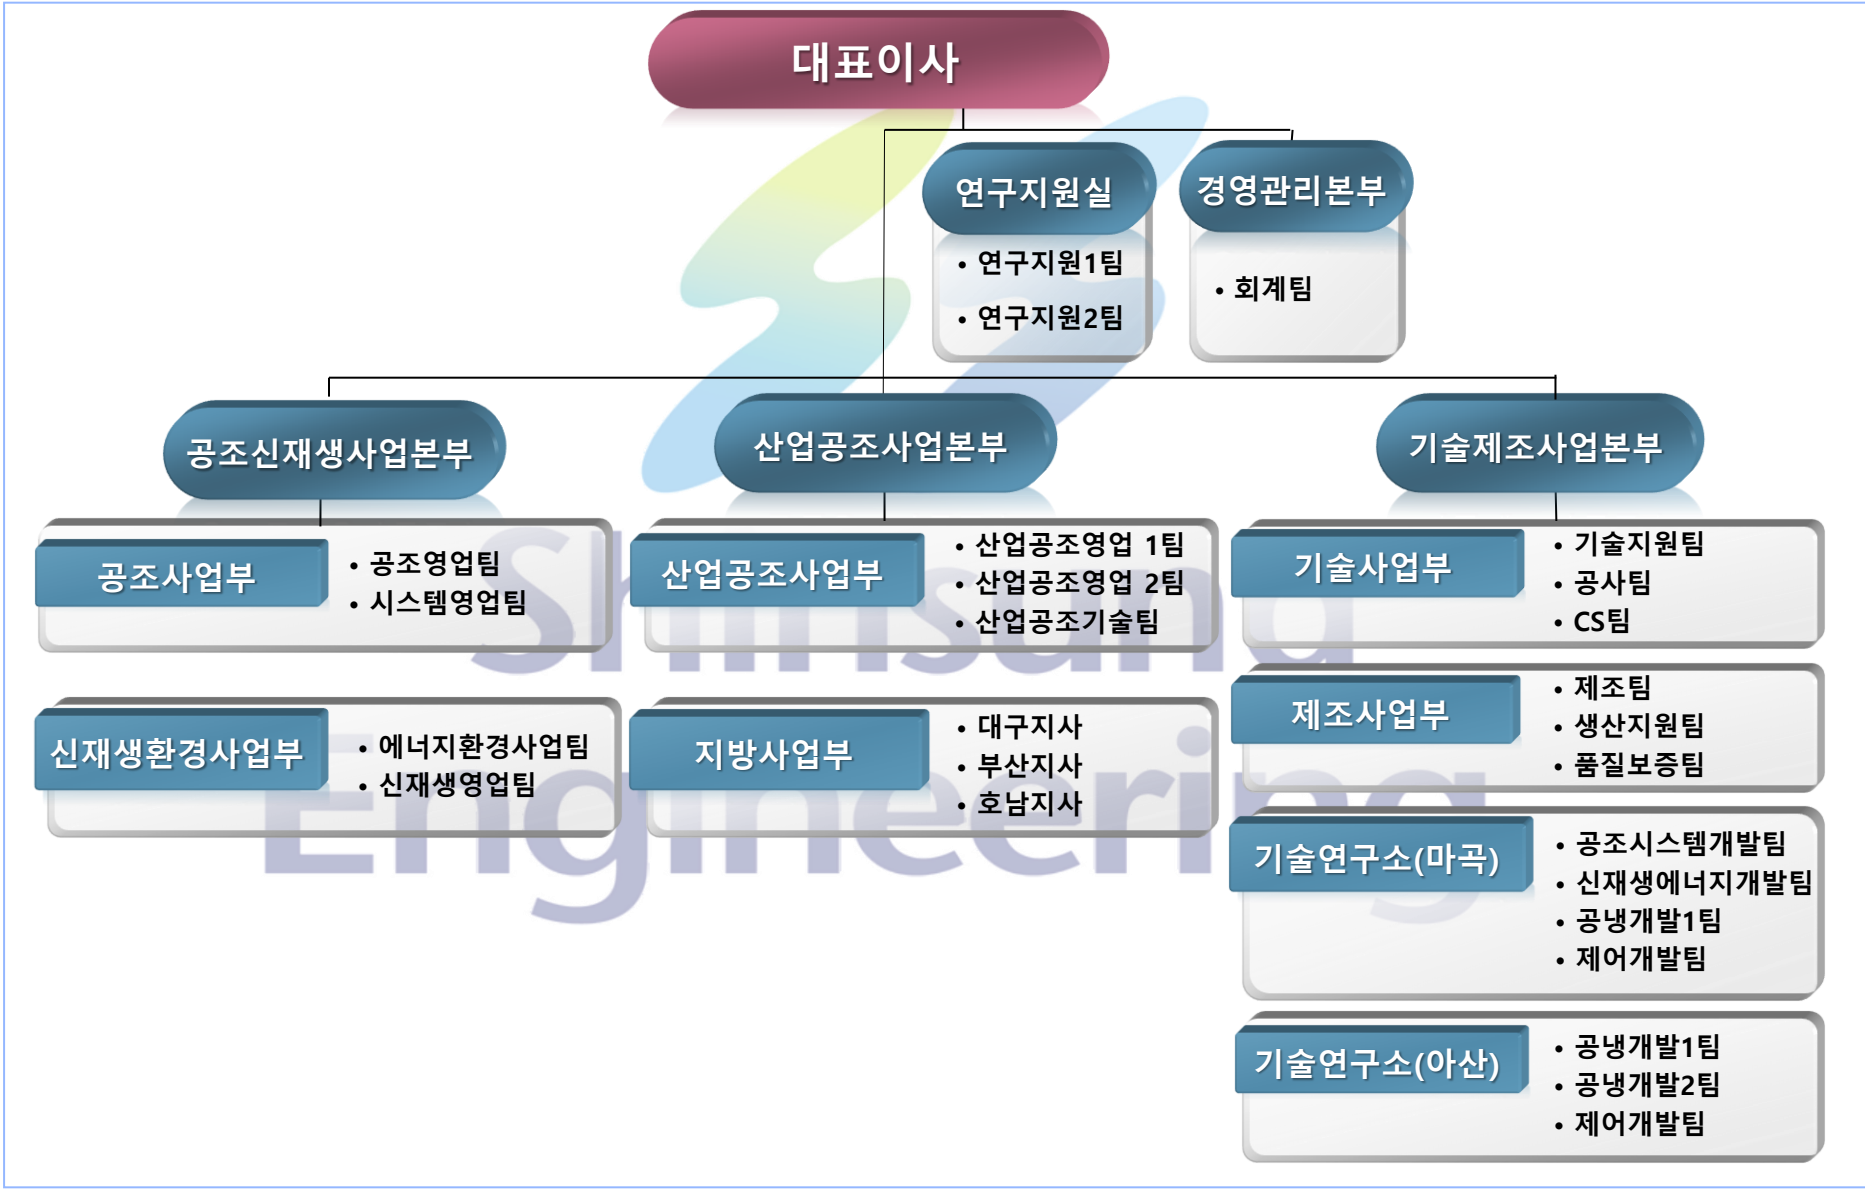 대표이사
연구지원실
• 연구지원1팀
• 연구지원2팀
경영관리본부
• 회계팀
공조신재생사업본부
공조사업부
• 공조영업팀
• 시스템영업팀
신재생환경사업부
• 에너지환경사업팀
• 신재생영업팀
산업공조사업본부
산업공조사업부
• 산업공조영업 1팀
• 산업공조영업 2팀
• 산업공조기술팀
지방사업부
• 대구지사
• 부산지사
• 호남지사
기술제조사업본부
기술사업부
• 기술지원팀
• 공사팀
• CS팀
제조사업부
• 제조팀
• 생산지원팀
• 품질보증팀
기술연구소(마곡)
• 공조시스템개발팀
• 신재생에너지개발팀
• 공냉개발1팀
• 제어개발팀
기술연구소(아산)
• 공냉개발1팀
• 공냉개발2팀
• 제어개발팀
Shinsung
Engineering